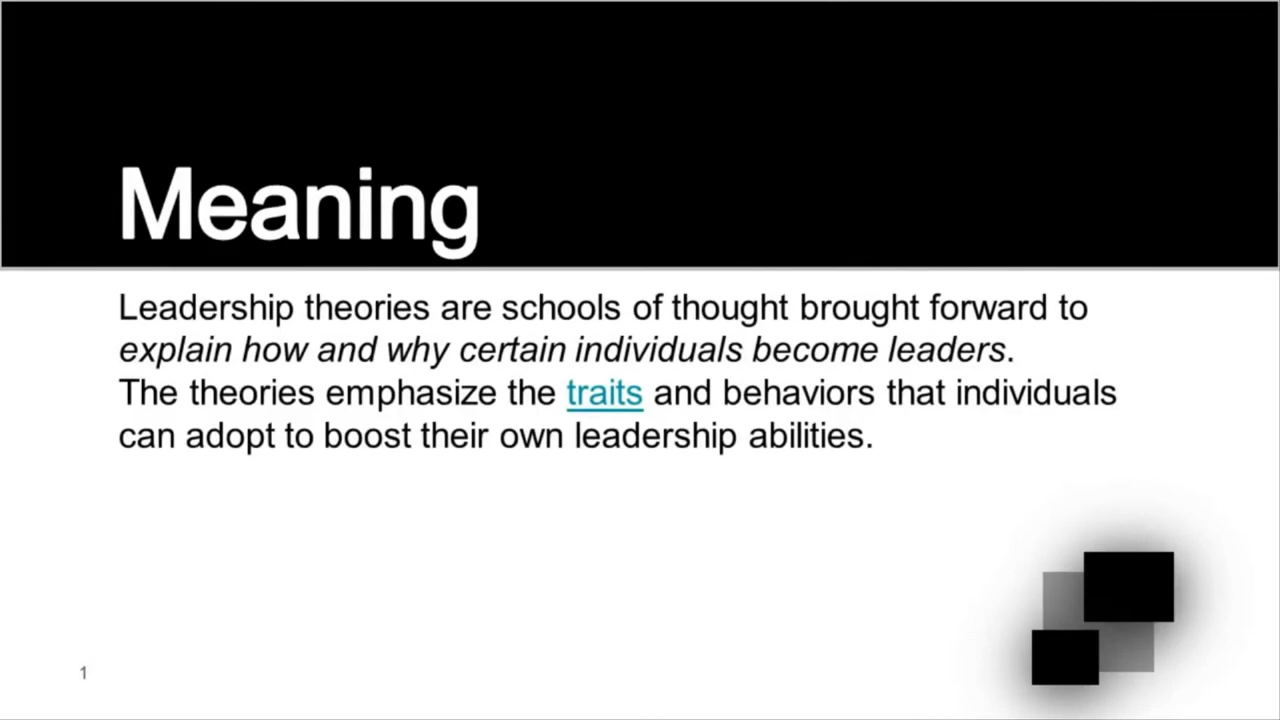 Meaning
Leadership theories are schools of thought brought forward to
explain how and why certain individuals become leaders.
The theories emphasize the traits and behaviors that individuals
can adopt to boost their own leadership abilities.
1